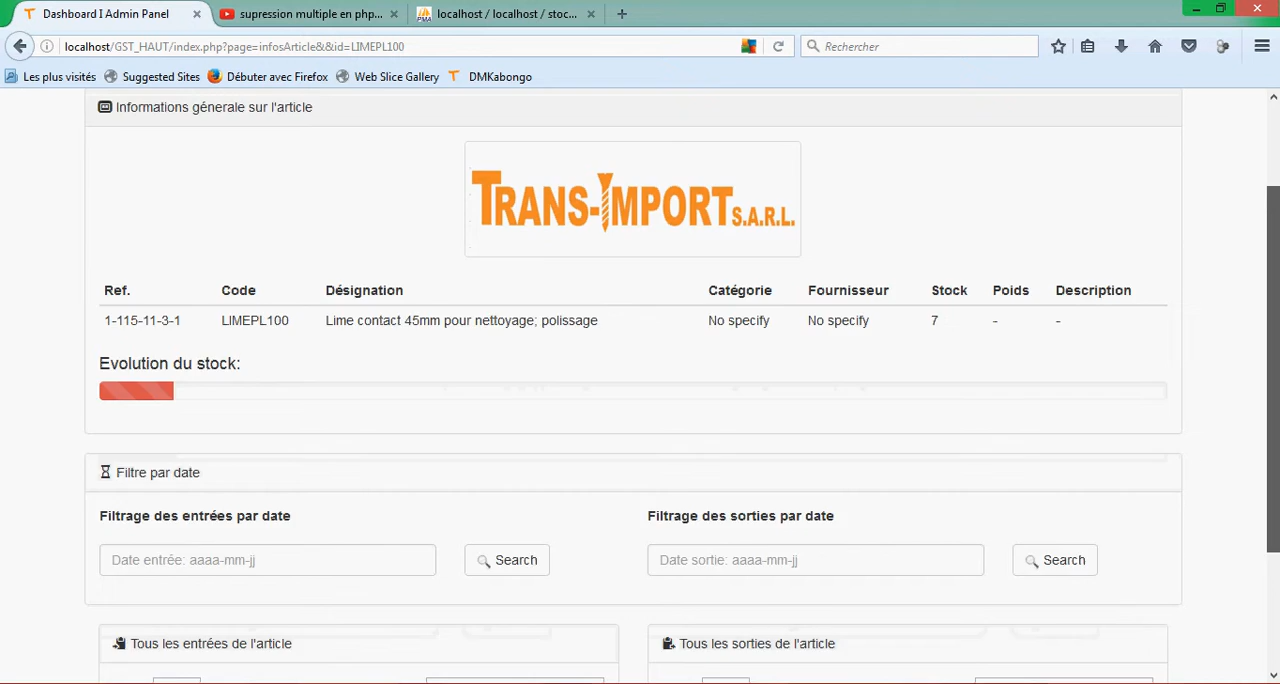 Dashboard I Admin Panel
supression multiple en php...
localhost / localhost / stoc...
localhost/GST_HAUT/index.php?page=infosArticle&&id=LIMEPL100
Rechercher
Les plus visités
Suggested Sites
Débuter avec Firefox
Web Slice Gallery
DMKabongo
Informations génerale sur l'article
TRANS-IMPORT S.A.R.L.
Ref. Code Désignation Catégorie Fournisseur Stock Poids Description
1-115-11-3-1 LIMEPL100 Lime contact 45mm pour nettoyage; polissage No specify No specify 7 - -
Evolution du stock:
Filtre par date
Filtrage des entrées par date
Filtrage des sorties par date
Date entrée: aaaa-mm-jj
Search
Date sortie: aaaa-mm-jj
Search
Tous les entrées de l'article
Tous les sorties de l'article